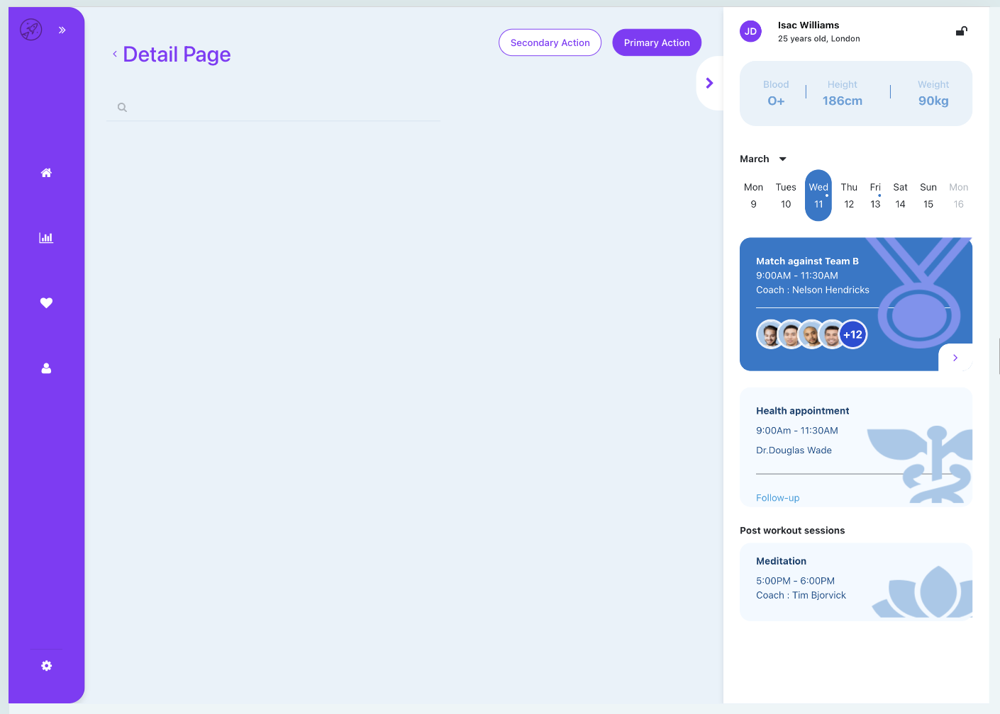 Detail Page
Secondary Action
Primary Action
JD
Isac Williams
25 years old, London
Blood
Height
Weight
O+
186cm
90kg
March
Mon Tues Wed Thu Fri Sat Sun Mon
9 10 11 12 13 14 15 16
Match against Team B
9:00AM - 11:30AM
Coach : Nelson Hendricks
+12
Health appointment
9:00Am - 11:30AM
Dr.Douglas Wade
Follow-up
Post workout sessions
Meditation
5:00PM - 6:00PM
Coach : Tim Bjorvick